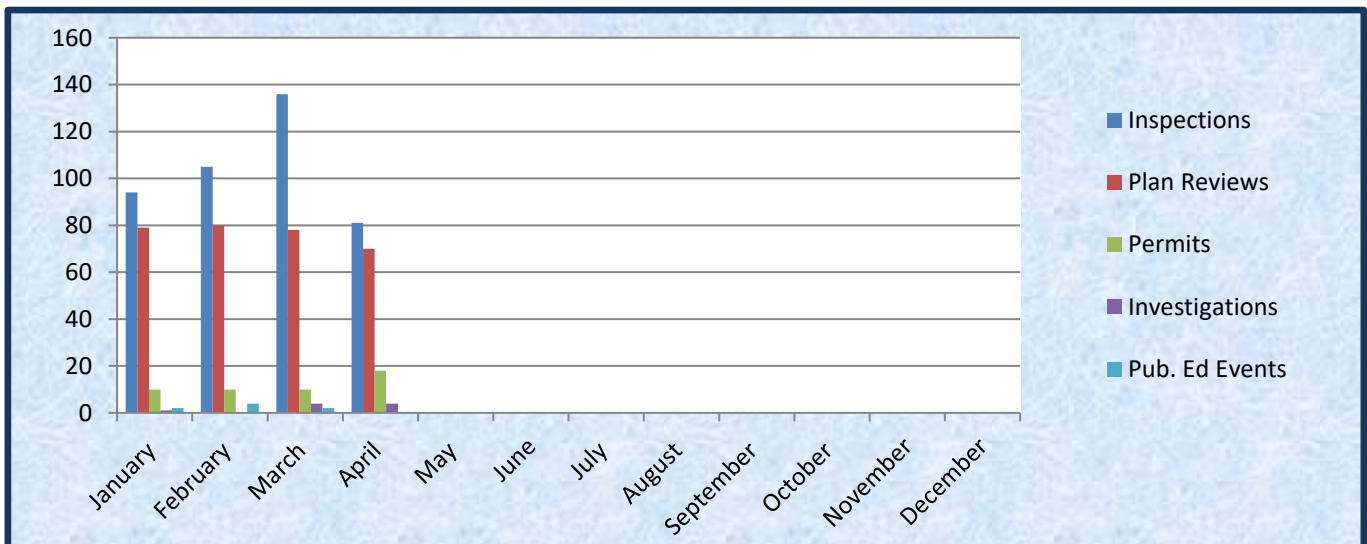 160
140
120
100
80
60
40
20
0
January
February
March
April
May
June
July
August
September
October
November
December
Inspections
Plan Reviews
Permits
Investigations
Pub. Ed Events